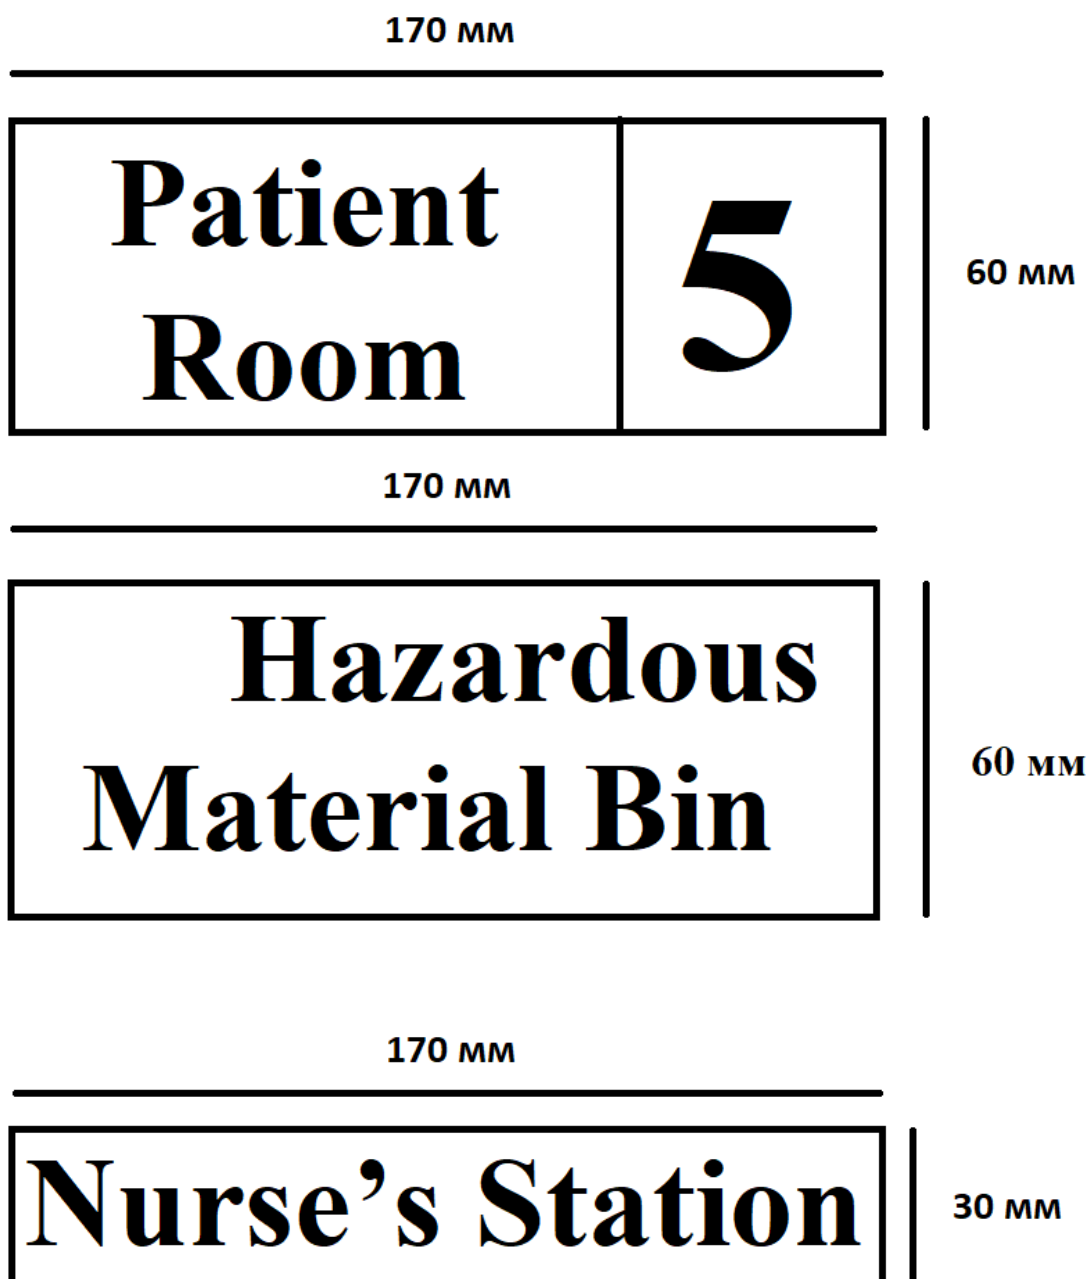 170 мм
Patient
Room
5
60 мм
170 мм
Hazardous
Material Bin
60 мм
170 мм
Nurse’s Station
30 мм